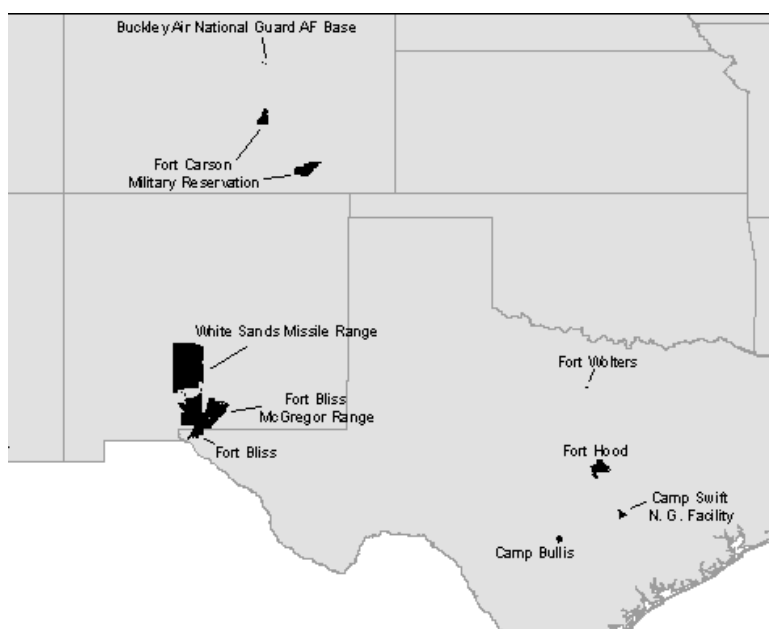 Buckley Air National Guard AF Base
Fort Carson
Military Reservation
White Sands Missile Range
Fort Bliss
McGregor Range
Fort Bliss
Fort Wolters
Fort Hood
Camp Swift
N. G. Facility
Camp Bullis